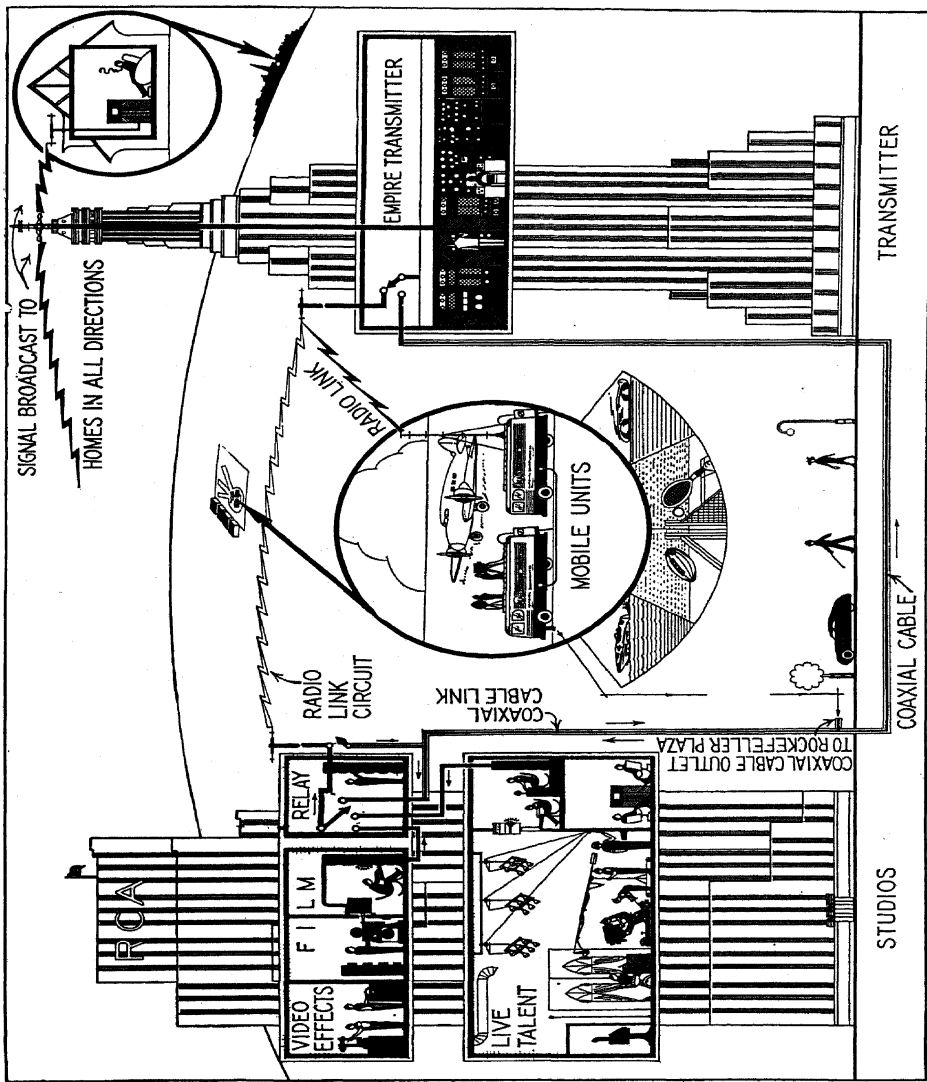 SIGNAL BROADCAST TO
HOMES IN ALL DIRECTIONS
RCA
VIDEO
EFFECTS
FILM
RELAY
RADIO
LINK
CIRCUIT
RADIO LINK
EMPIRE TRANSMITTER
LIVE
TALENT
COAXIAL
CABLE LINK
MOBILE UNITS
COAXIAL CABLE OUTLET
TO ROCKEFELLER PLAZA
COAXIAL CABLE
STUDIOS
TRANSMITTER